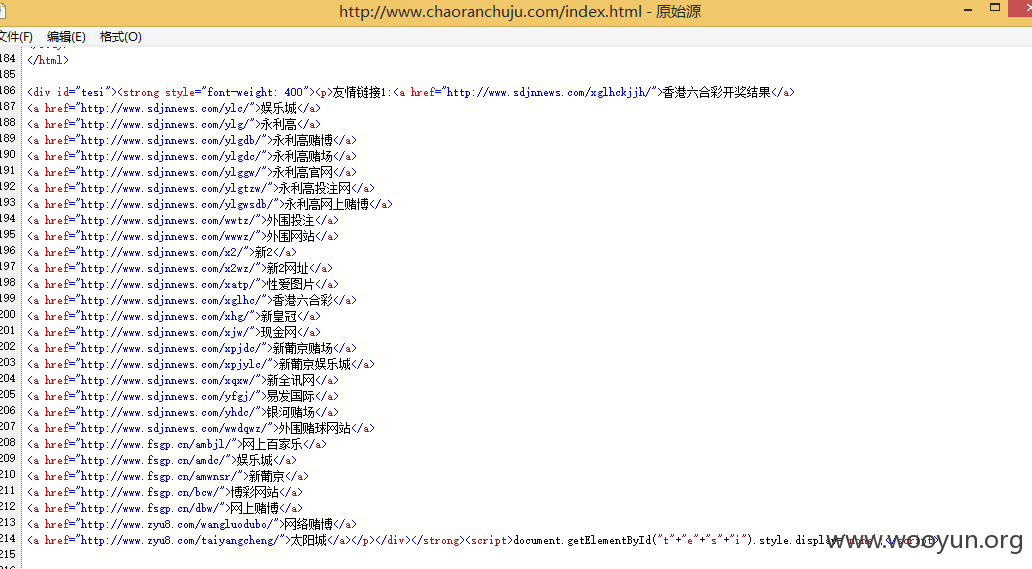 http://www.chaoranchuju.com/index.html - 原始源
文件(F) 编辑(E) 格式(O)
184 </html>
185
186 <div id="tesi"><strong style="font-weight: 400"><p>友情链接1:<a href="http://www.sdjnnews.com/xglhckjjh/">香港六合彩开奖结果</a>
187 <a href="http://www.sdjnnews.com/ylc/">娱乐城</a>
188 <a href="http://www.sdjnnews.com/ylg/">永利高</a>
189 <a href="http://www.sdjnnews.com/ylgdb/">永利高赌博</a>
190 <a href="http://www.sdjnnews.com/ylgdc/">永利高赌场</a>
191 <a href="http://www.sdjnnews.com/ylggw/">永利高官网</a>
192 <a href="http://www.sdjnnews.com/ylgtzw/">永利高投注网</a>
193 <a href="http://www.sdjnnews.com/ylgwsdb/">永利高网上赌博</a>
194 <a href="http://www.sdjnnews.com/wwtz/">外围投注</a>
195 <a href="http://www.sdjnnews.com/wwwz/">外围网站</a>
196 <a href="http://www.sdjnnews.com/x2/">新2</a>
197 <a href="http://www.sdjnnews.com/x2wz/">新2网址</a>
198 <a href="http://www.sdjnnews.com/xatp/">性爱图片</a>
199 <a href="http://www.sdjnnews.com/xglhc/">香港六合彩</a>
200 <a href="http://www.sdjnnews.com/xhg/">新皇冠</a>
201 <a href="http://www.sdjnnews.com/xjw/">现金网</a>
202 <a href="http://www.sdjnnews.com/xpjdc/">新葡京赌场</a>
203 <a href="http://www.sdjnnews.com/xpjylc/">新葡京娱乐城</a>
204 <a href="http://www.sdjnnews.com/xqxw/">新全讯网</a>
205 <a href="http://www.sdjnnews.com/yfgj/">易发国际</a>
206 <a href="http://www.sdjnnews.com/yhdc/">银河赌场</a>
207 <a href="http://www.sdjnnews.com/wwdqwz/">外围赌球网站</a>
208 <a href="http://www.fsgp.cn/ambjl/">网上百家乐</a>
209 <a href="http://www.fsgp.cn/amdc/">娱乐城</a>
210 <a href="http://www.fsgp.cn/amwnsr/">新葡京</a>
211 <a href="http://www.fsgp.cn/bcw/">博彩网站</a>
212 <a href="http://www.fsgp.cn/dbw/">网上赌博</a>
213 <a href="http://www.zyu8.com/wangluodubo/">网络赌博</a>
214 <a href="http://www.zyu8.com/taiyangcheng/">太阳城</a></p></div></strong><script>document.getElementById("t"+"e"+"s"+"i").style.display
215
216
www.wooyun.org